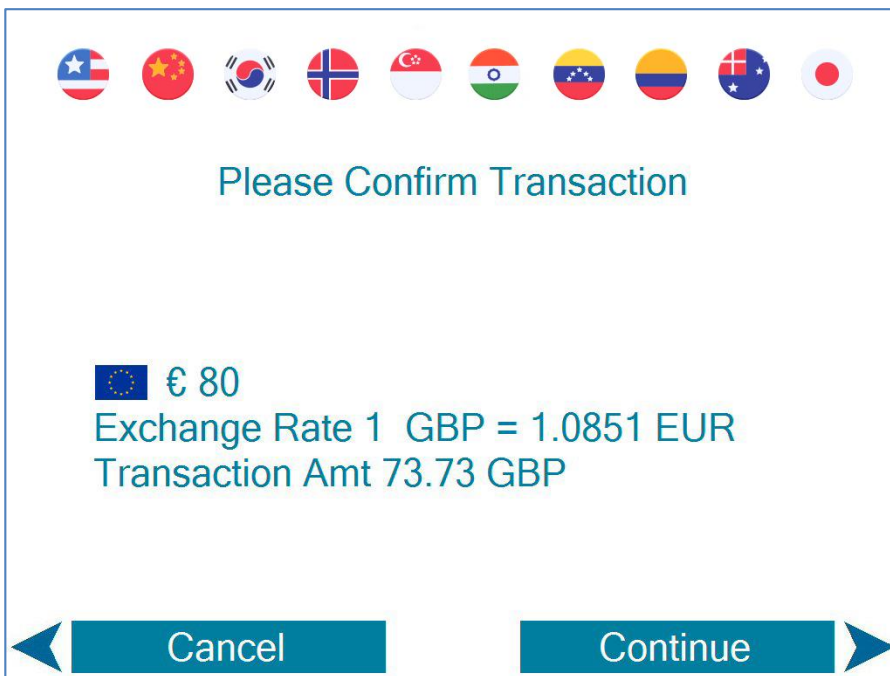 Please Confirm Transaction
€ 80
Exchange Rate 1 GBP = 1.0851 EUR
Transaction Amt 73.73 GBP
Cancel
Continue